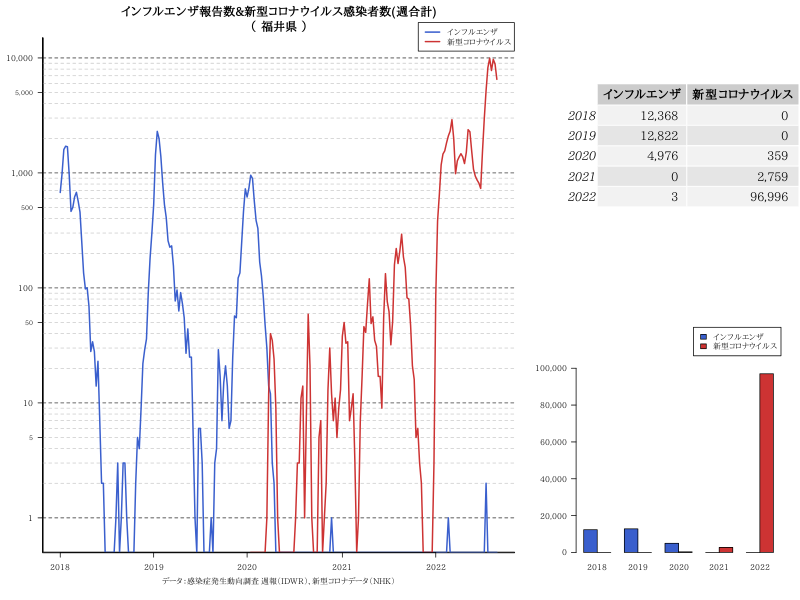 インフルエンザ報告数&新型コロナウイルス感染者数(週合計)
（ 福井県 ）
インフルエンザ
新型コロナウイルス
10,000
5,000
1,000
500
100
50
10
5
1
2018 2019 2020 2021 2022
データ：感染症発生動向調査 週報（IDWR）、新型コロナデータ（NHK）
インフルエンザ 新型コロナウイルス
2018 12,368 0
2019 12,822 0
2020 4,976 359
2021 0 2,759
2022 3 96,996
インフルエンザ
新型コロナウイルス
100,000
80,000
60,000
40,000
20,000
0
2018 2019 2020 2021 2022